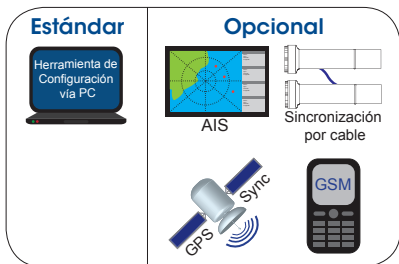 Estándar
Herramienta de
Configuración
vía PC
Opcional
AIS
Sincronización
por cable
GPS
Sync
GSM